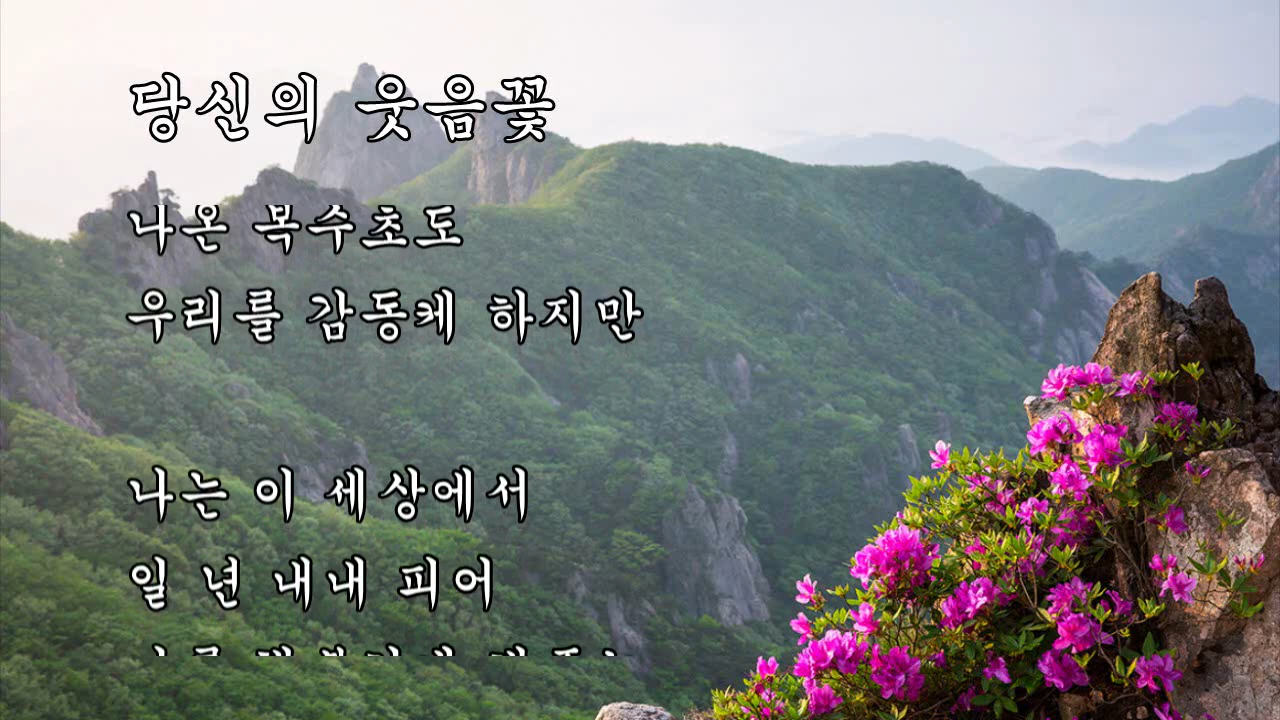 당신의 웃음꽃
나온 목수초도
우리를 감동케 하지만
나는 이 세상에서
일 년 내내 피어